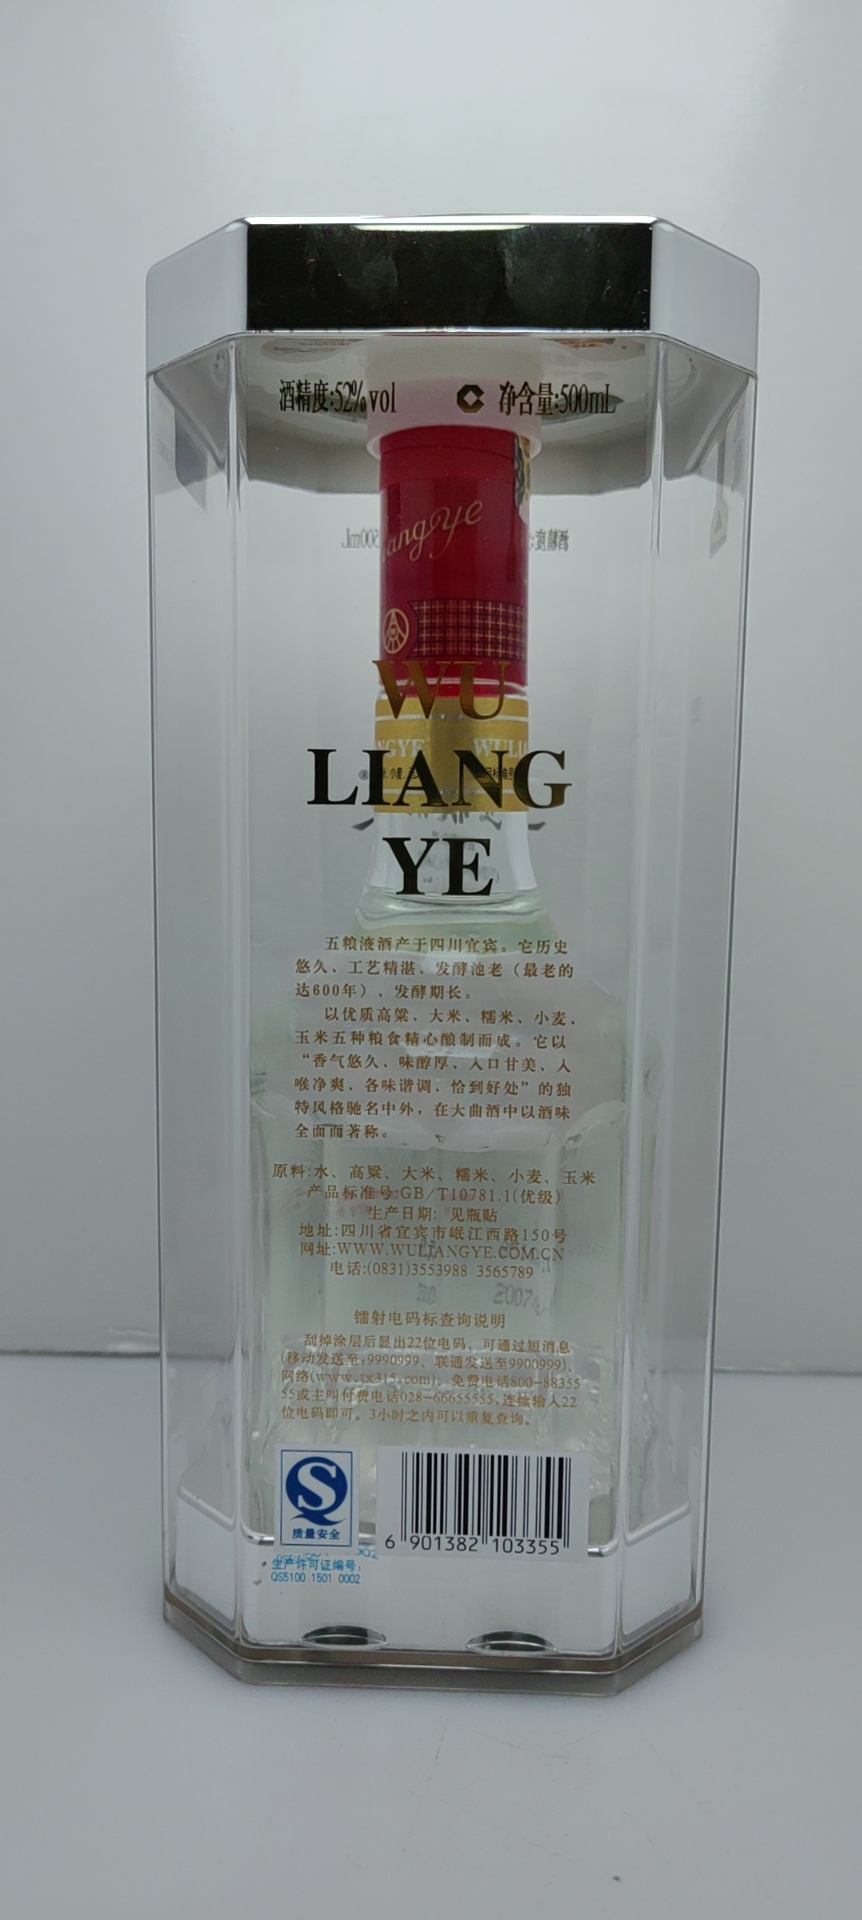 酒精度:52%vol 净含量:500mL
angye
WU
LIANG
YE
五粮液酒产于四川宜宾。它历史
悠久、工艺精湛、发酵池老（最老的
达600年）、发酵期长。
以优质高粱、大米、糯米、小麦、
玉米五种粮食精心酿制而成。它以
“香气悠久、味醇厚、入口甘美、入
喉净爽、各味谐调、恰到好处”的独
特风格驰名中外，在大曲酒中以酒味
全面而著称。
原料:水、高粱、大米、糯米、小麦、玉米
产品标准号:GB/T10781.1(优级)
生产日期: 见瓶贴
地址:四川省宜宾市岷江西路150号
网址:WWW.WULIANGYE.COM.CN
电话:(0831)3553988 3565789
2007
镭射电码标查询说明
刮掉涂层后显出22位电码，可通过短消息
(移动发送至:9990999、联通发送至9900999)、
网络(www.tx315.com)、免费电话800-88355
55或主叫付费电话028-66655555,连续输入22
位电码即可。3小时之内可以重复查询。
质量安全
6 901382 103355
生产许可证编号:
QS5100 1501 0002